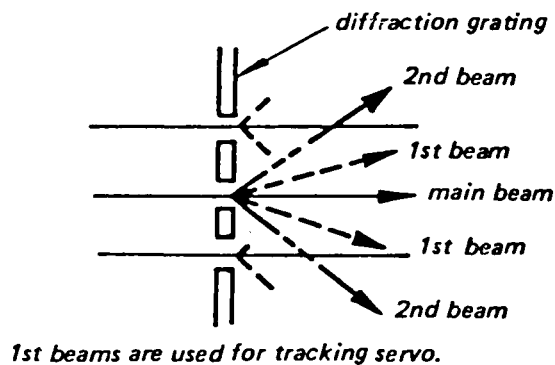 diffraction grating
2nd beam
1st beam
main beam
1st beam
2nd beam
1st beams are used for tracking servo.